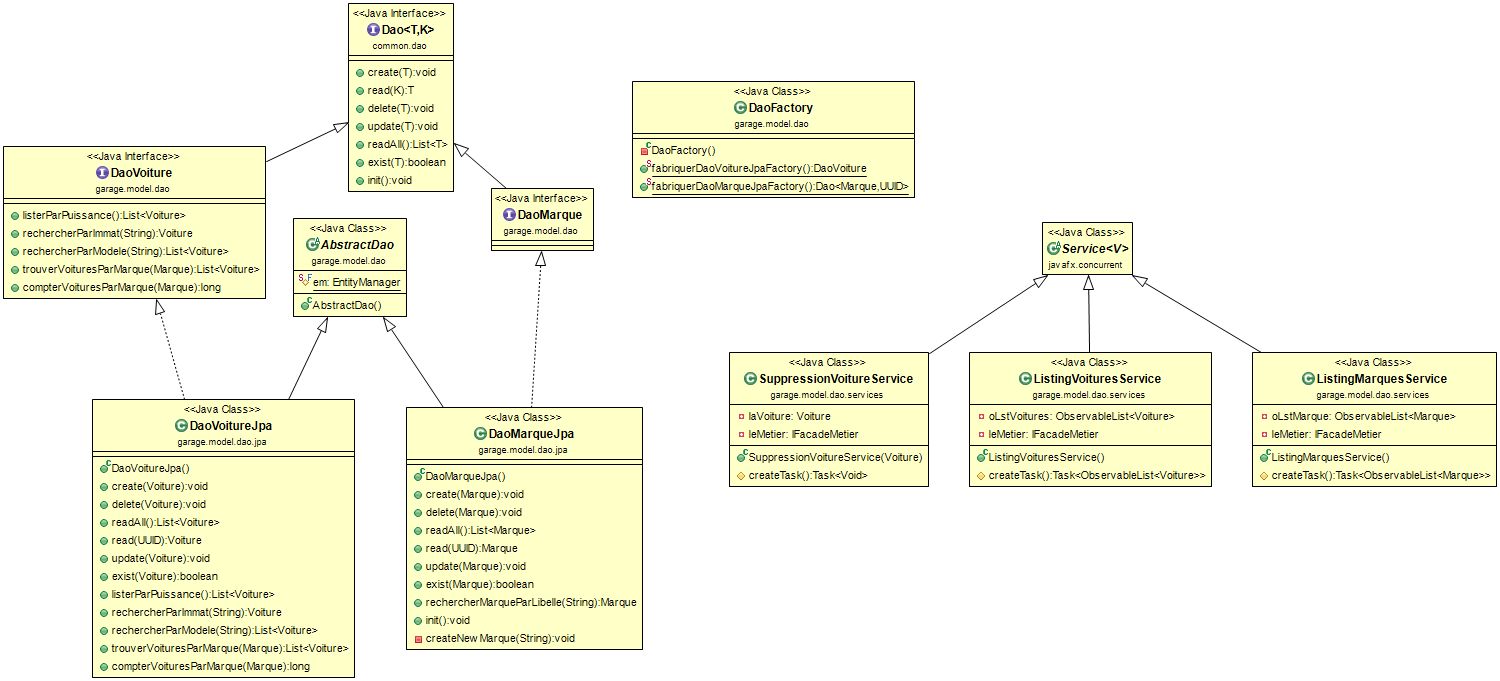 <<Java Interface>>
Dao<T,K>
common.dao
create(T):void
read(K):T
delete(T):void
update(T):void
readAll():List<T>
exist(T):boolean
init():void
<<Java Class>>
DaoFactory
garage.model.dao
DaoFactory()
fabriquerDaoVoitureJpaFactory():DaoVoiture
fabriquerDaoMarqueJpaFactory():Dao<Marque,UUID>
<<Java Interface>>
DaoVoiture
garage.model.dao
listerParPuissance():List<Voiture>
rechercherParImmat(String):Voiture
rechercherParModele(String):List<Voiture>
trouverVoituresParMarque(Marque):List<Voiture>
compterVoituresParMarque(Marque):long
<<Java Interface>>
DaoMarque
garage.model.dao
<<Java Class>>
AbstractDao
garage.model.dao
em: EntityManager
AbstractDao()
<<Java Class>>
Service<V>
javafx.concurrent
<<Java Class>>
SuppressionVoitureService
garage.model.dao.services
laVoiture: Voiture
leMetier: IFacadeMetier
SuppressionVoitureService(Voiture)
createTask():Task<Void>
<<Java Class>>
ListingVoituresService
garage.model.dao.services
oLstVoitures: ObservableList<Voiture>
leMetier: IFacadeMetier
ListingVoituresService()
createTask():Task<ObservableList<Voiture>>
<<Java Class>>
ListingMarquesService
garage.model.dao.services
oLstMarque: ObservableList<Marque>
leMetier: IFacadeMetier
ListingMarquesService()
createTask():Task<ObservableList<Marque>>
<<Java Class>>
DaoVoitureJpa
garage.model.dao.jpa
DaoVoitureJpa()
create(Voiture):void
delete(Voiture):void
readAll():List<Voiture>
read(UUID):Voiture
update(Voiture):void
exist(Voiture):boolean
listerParPuissance():List<Voiture>
rechercherParImmat(String):Voiture
rechercherParModele(String):List<Voiture>
trouverVoituresParMarque(Marque):List<Voiture>
compterVoituresParMarque(Marque):long
<<Java Class>>
DaoMarqueJpa
garage.model.dao.jpa
DaoMarqueJpa()
create(Marque):void
delete(Marque):void
readAll():List<Marque>
read(UUID):Marque
update(Marque):void
exist(Marque):boolean
rechercherMarqueParLibelle(String):Marque
init():void
createNewMarque(String):void